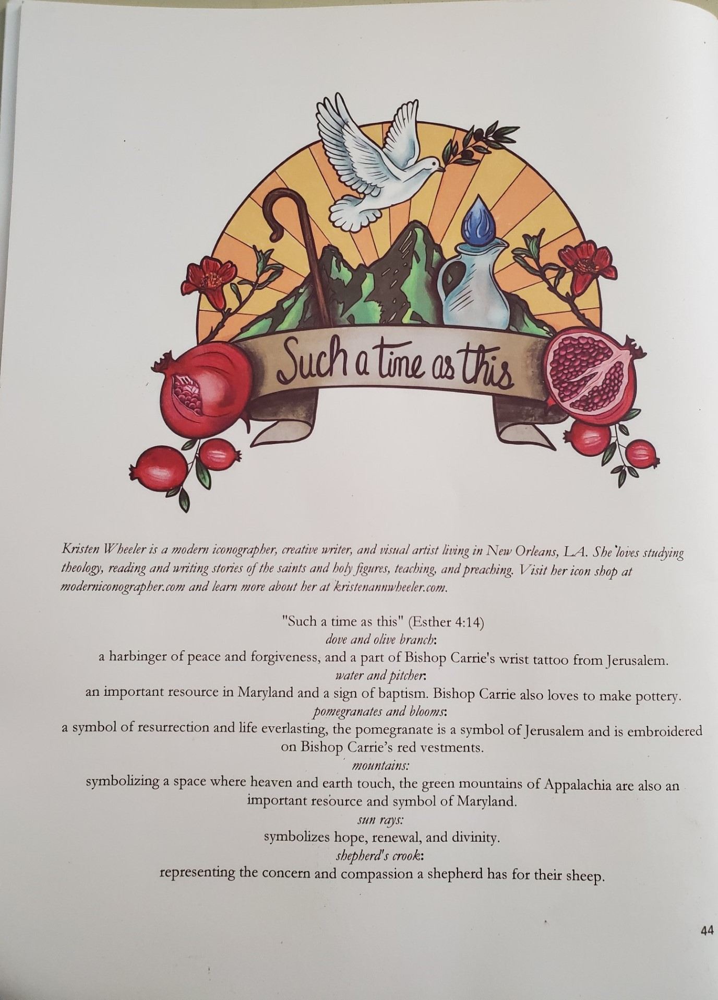 Such a time as this
Kristen Wheeler is a modern iconographer, creative writer, and visual artist living in New Orleans, LA. She loves studying
theology, reading and writing stories of the saints and holy figures, teaching, and preaching. Visit her icon shop at
moderniconographer.com and learn more about her at kristenannwheeler.com.
"Such a time as this" (Esther 4:14)
dove and olive branch:
a harbinger of peace and forgiveness, and a part of Bishop Carrie's wrist tattoo from Jerusalem.
water and pitcher:
an important resource in Maryland and a sign of baptism. Bishop Carrie also loves to make pottery.
pomegranates and blooms:
a symbol of resurrection and life everlasting, the pomegranate is a symbol of Jerusalem and is embroidered
on Bishop Carrie’s red vestments.
mountains:
symbolizing a space where heaven and earth touch, the green mountains of Appalachia are also an
important resource and symbol of Maryland.
sun rays:
symbolizes hope, renewal, and divinity.
shepherd's crook:
representing the concern and compassion a shepherd has for their sheep.
44